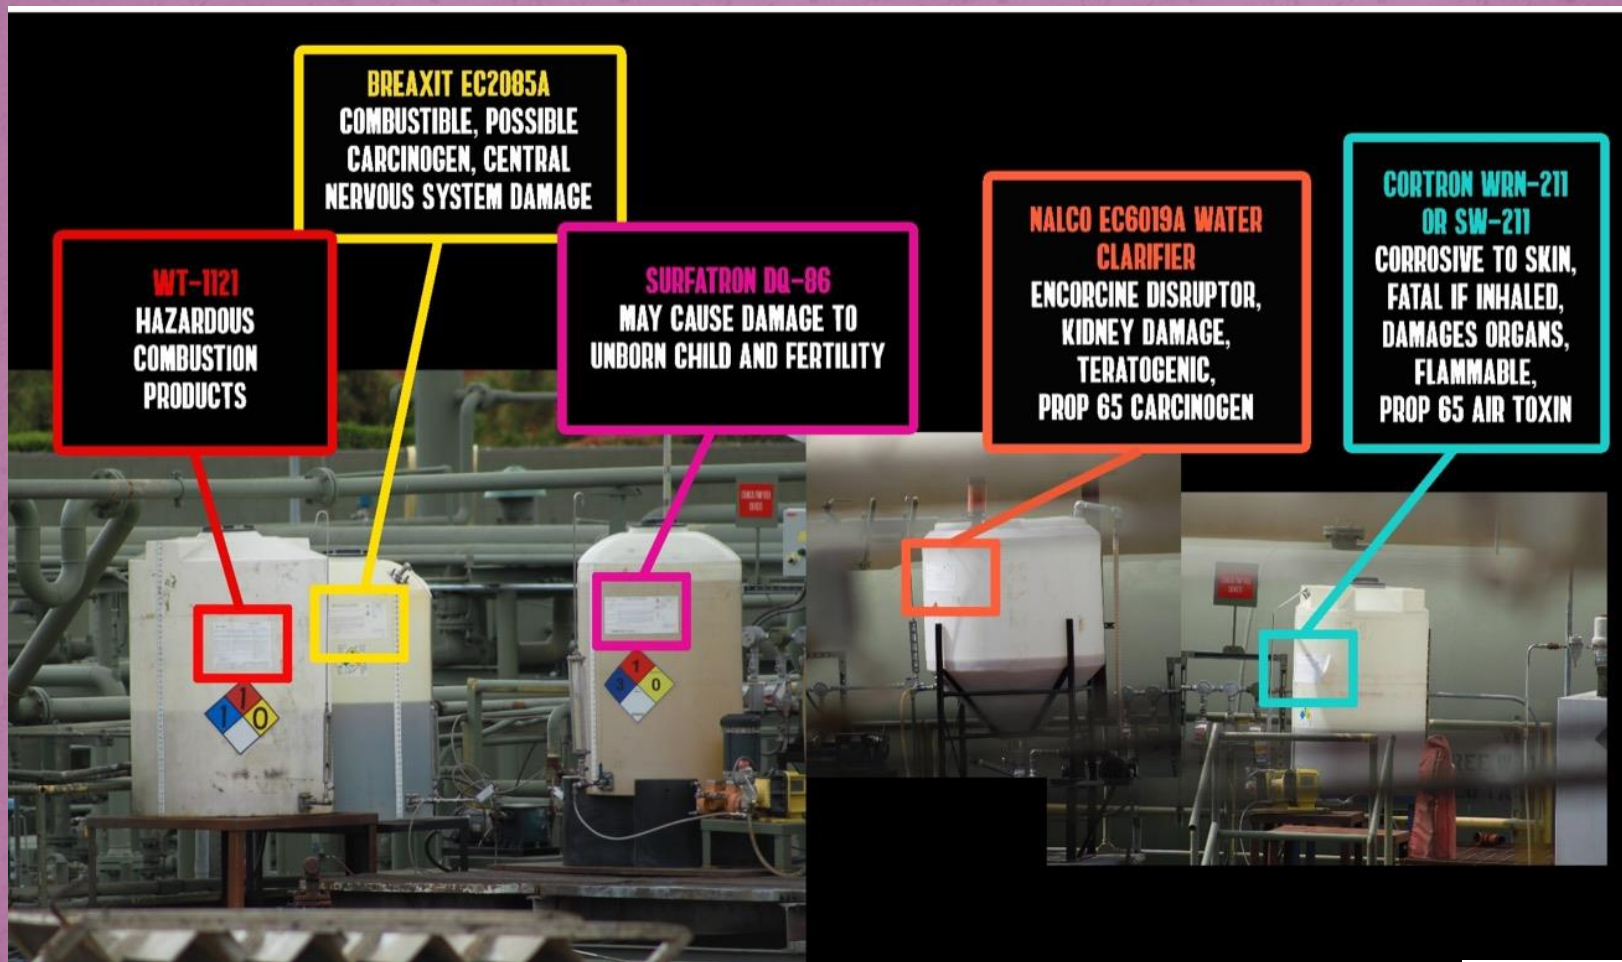 BREAXIT EC2085A
COMBUSTIBLE, POSSIBLE
CARCINOGEN, CENTRAL
NERVOUS SYSTEM DAMAGE
WT-1121
HAZARDOUS
COMBUSTION
PRODUCTS
SURFATRON DQ-86
MAY CAUSE DAMAGE TO
UNBORN CHILD AND FERTILITY
NALCO EC6019A WATER
CLARIFIER
ENCORCINE DISRUPTOR,
KIDNEY DAMAGE,
TERATOGENIC,
PROP 65 CARCINOGEN
CORTRON WRN-211
OR SW-211
CORROSIVE TO SKIN,
FATAL IF INHALED,
DAMAGES ORGANS,
FLAMMABLE,
PROP 65 AIR TOXIN
1
1 0
1
3 0